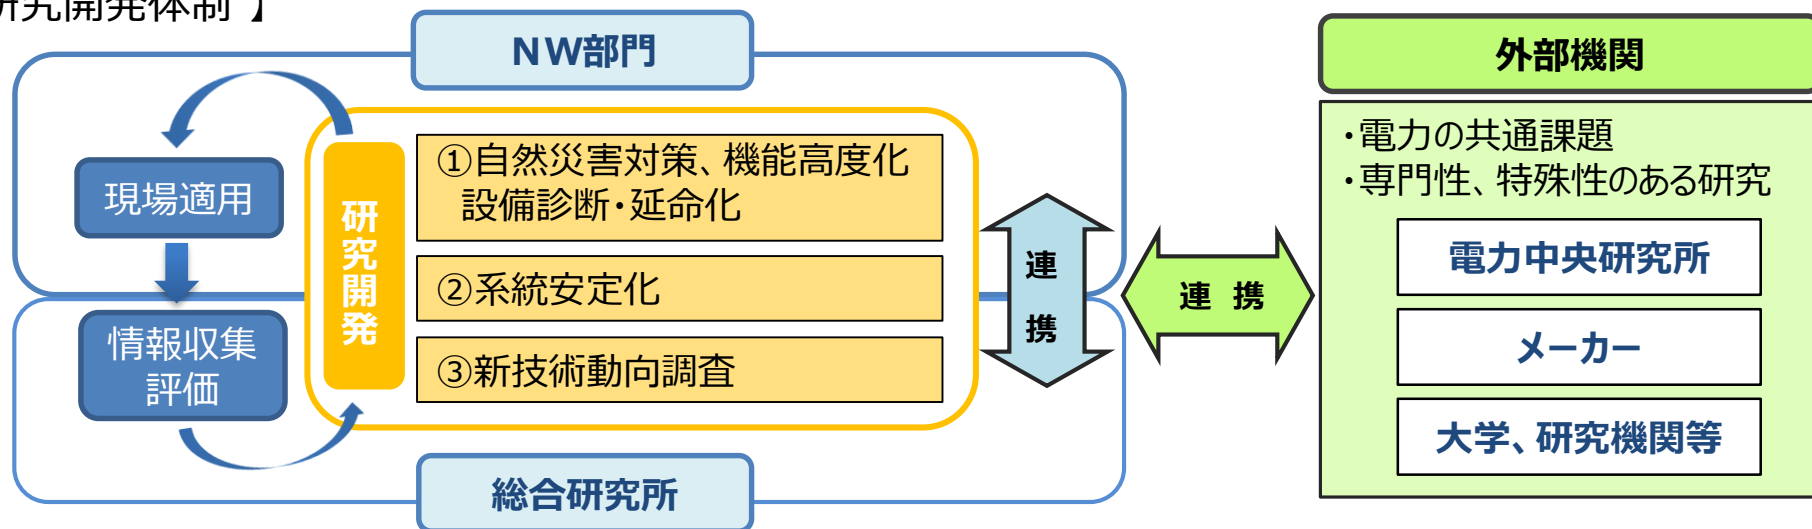 究開発体制 】
NW部門
現場適用
情報収集
評価
研究開発
①自然災害対策、機能高度化
設備診断・延命化
②系統安定化
③新技術動向調査
連携
総合研究所
連 携
外部機関
・電力の共通課題
・専門性、特殊性のある研究
電力中央研究所
メーカー
大学、研究機関等